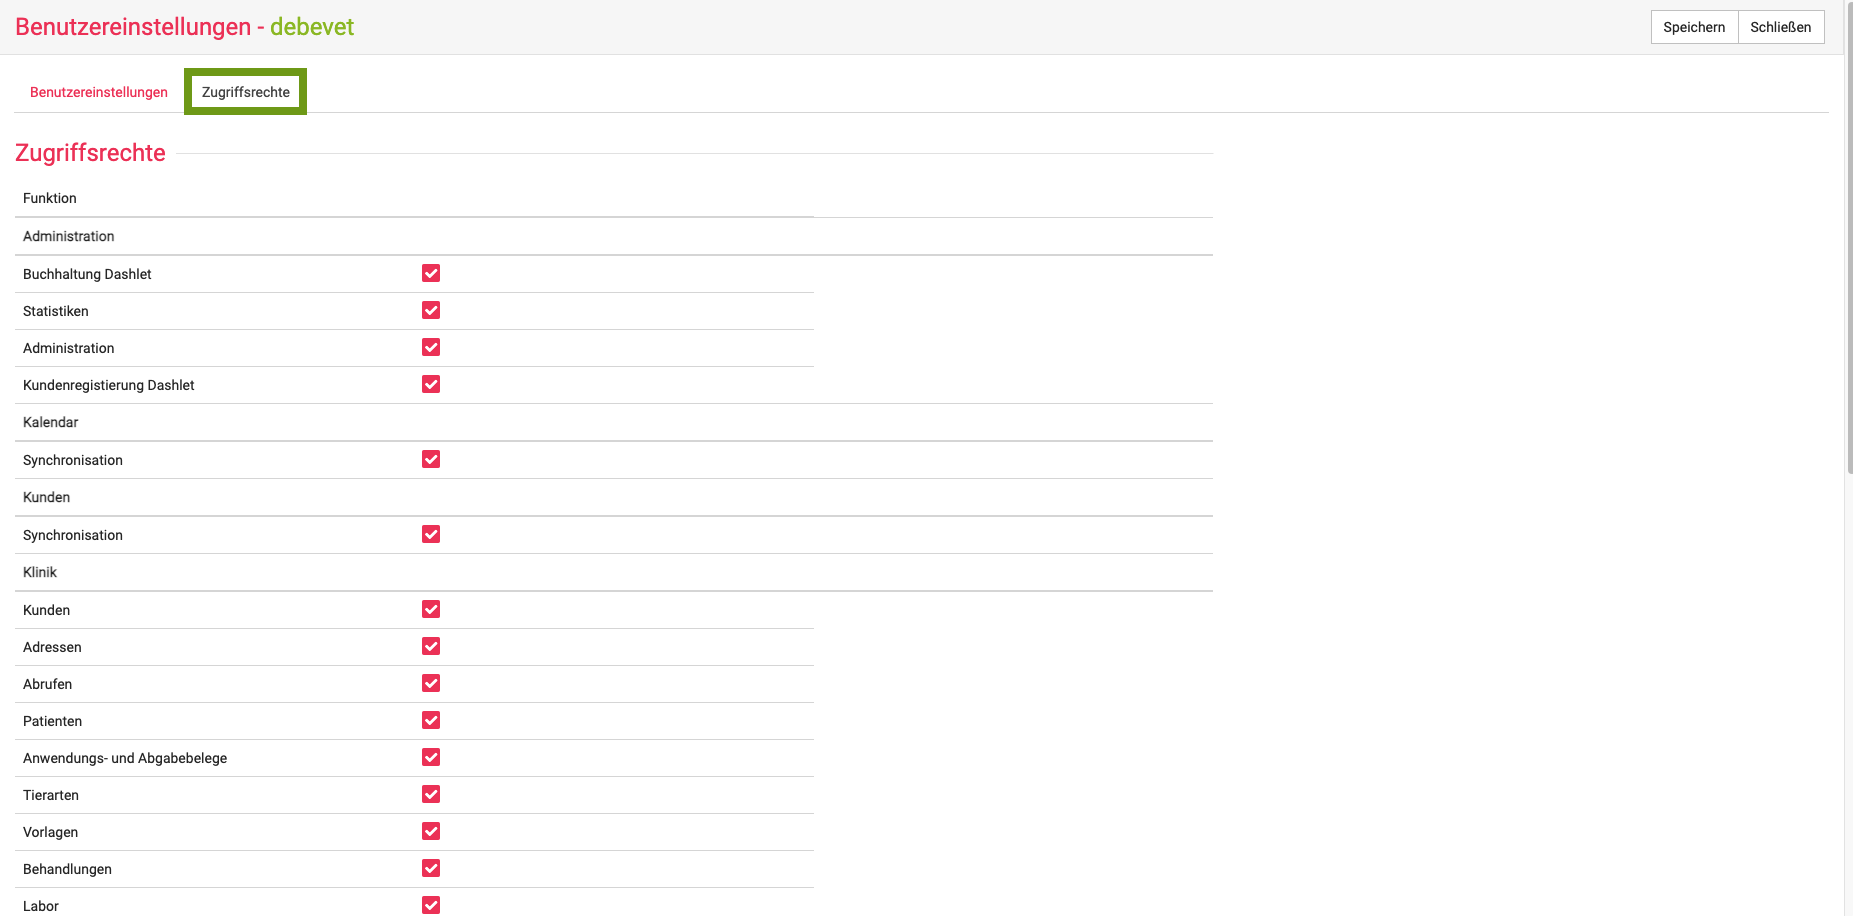 Benutzereinstellungen - debevet
Speichern Schließen
Benutzereinstellungen Zugriffsrechte
Zugriffsrechte
Funktion
Administration
Buchhaltung Dashlet
Statistiken
Administration
Kundenregistierung Dashlet
Kalendar
Synchronisation
Kunden
Synchronisation
Klinik
Kunden
Adressen
Abrufen
Patienten
Anwendungs- und Abgabebelege
Tierarten
Vorlagen
Behandlungen
Labor